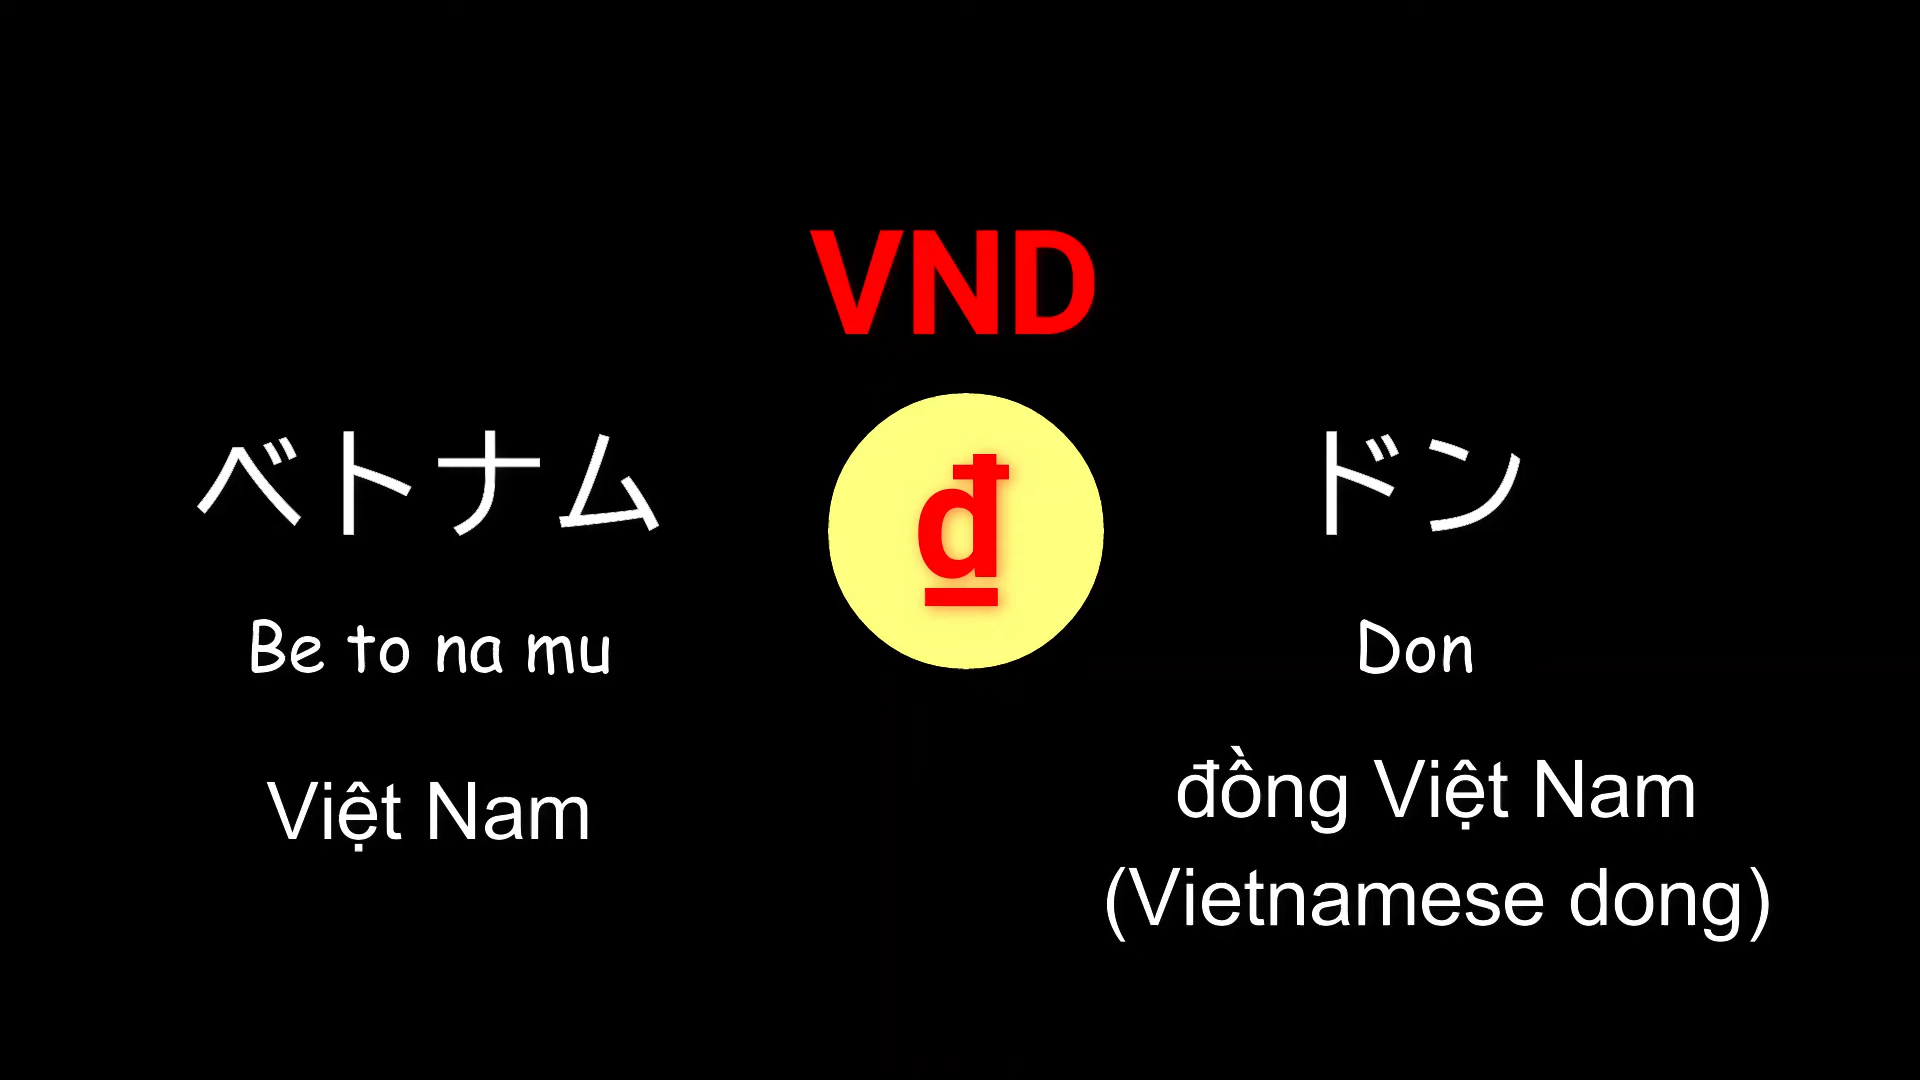 VND
ベトナム
₫
ドン
Be to na mu
Don
Việt Nam
đồng Việt Nam
(Vietnamese dong)